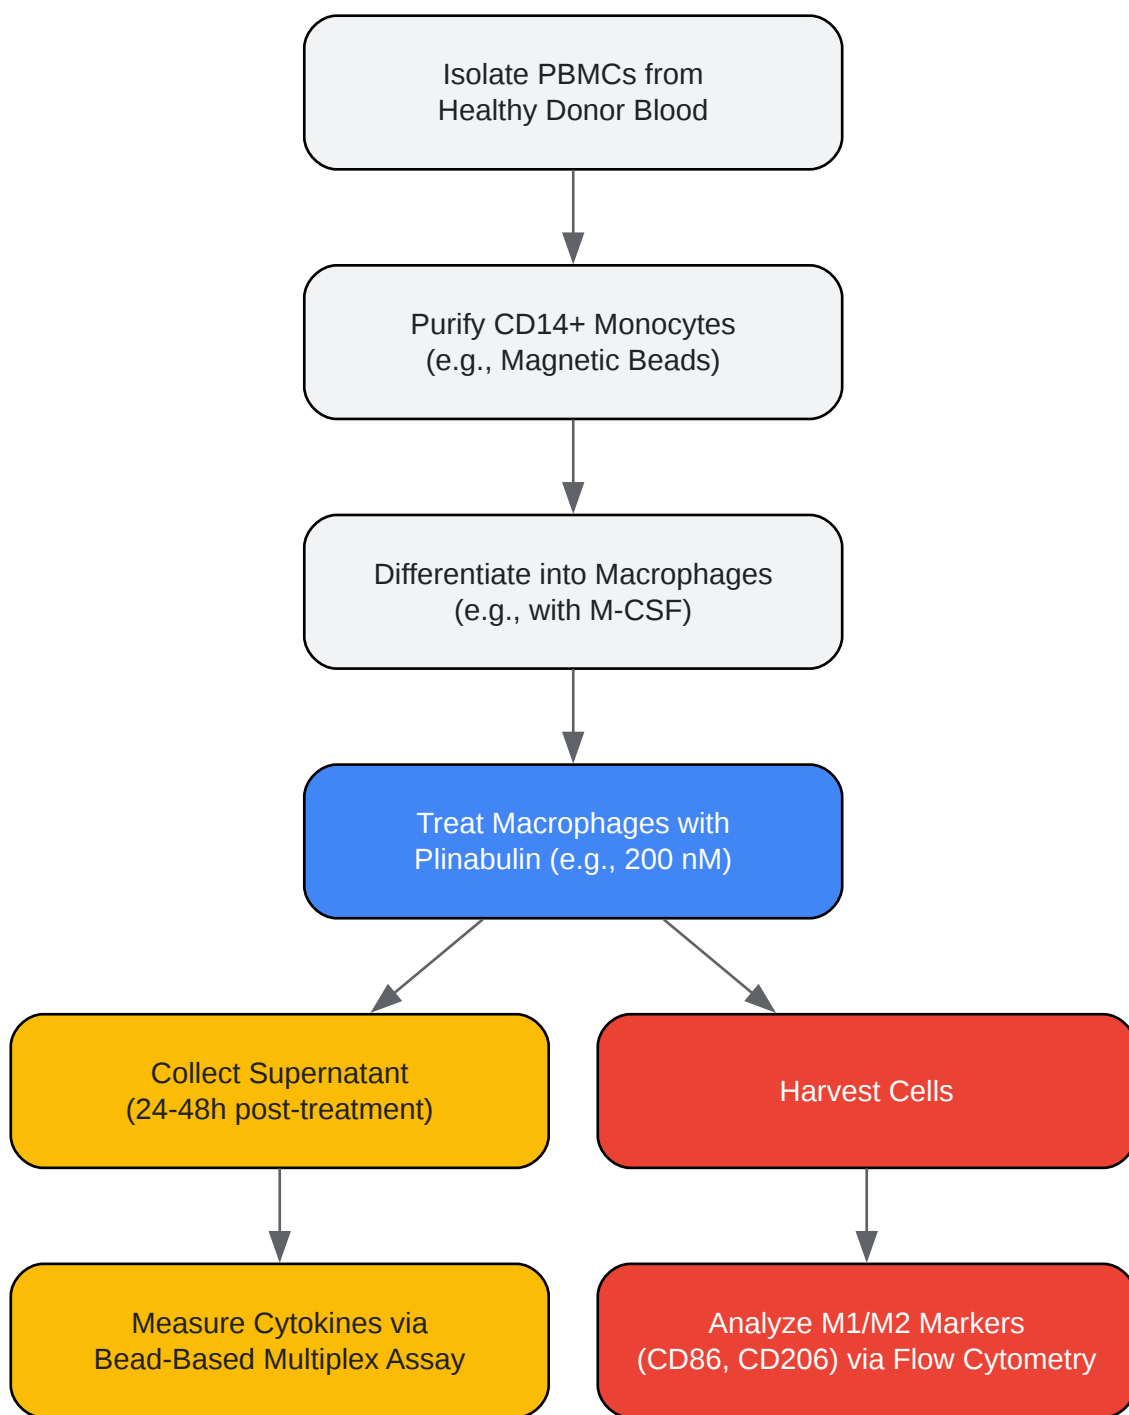 Isolate PBMCs from
Healthy Donor Blood
Purify CD14+ Monocytes
(e.g., Magnetic Beads)
Differentiate into Macrophages
(e.g., with M-CSF)
Treat Macrophages with
Plinabulin (e.g., 200 nM)
Collect Supernatant
(24-48h post-treatment)
Harvest Cells
Measure Cytokines via
Bead-Based Multiplex Assay
Analyze M1/M2 Markers
(CD86, CD206) via Flow Cytometry